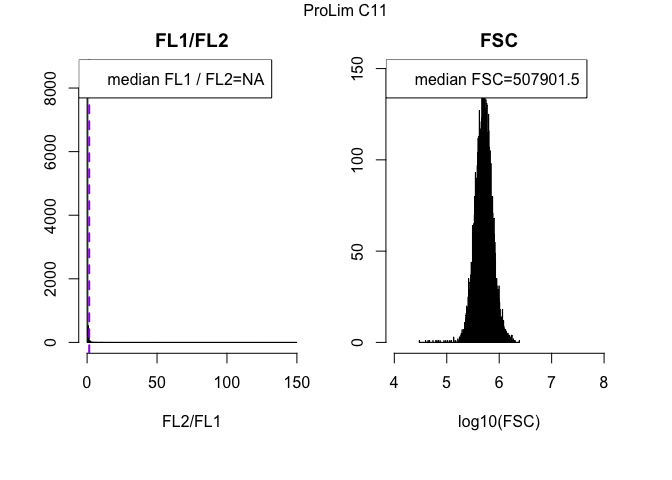 ProLim C11
FL1/FL2
median FL1 / FL2=NA
0
2000
4000
6000
8000
0
50
100
150
FL2/FL1
FSC
median FSC=507901.5
0
50
100
150
4
5
6
7
8
log10(FSC)